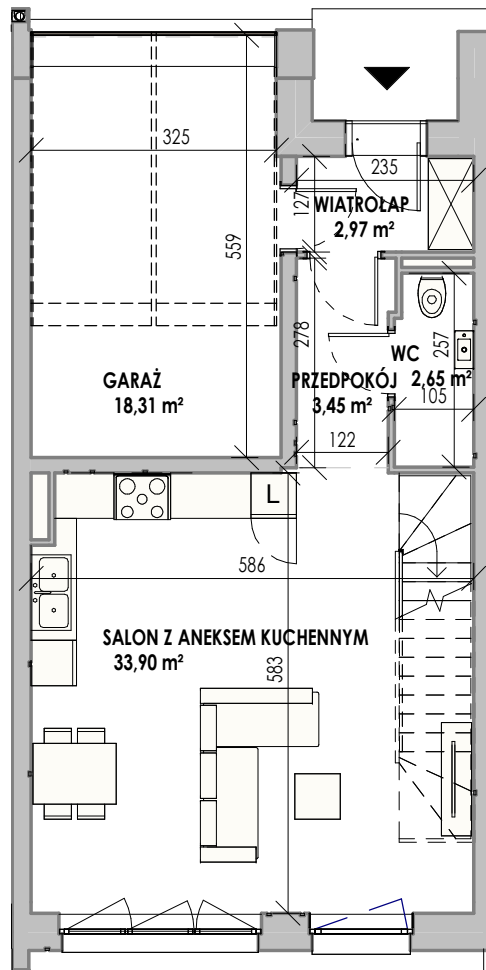 325
235
127
WIATROŁAP
2,97 m²
559
278
257
WC
GARAŻ
PRZEDPOKÓJ
2,65 m²
18,31 m²
3,45 m²
105
122
L
586
SALON Z ANEKSEM KUCHENNYM
33,90 m²
583